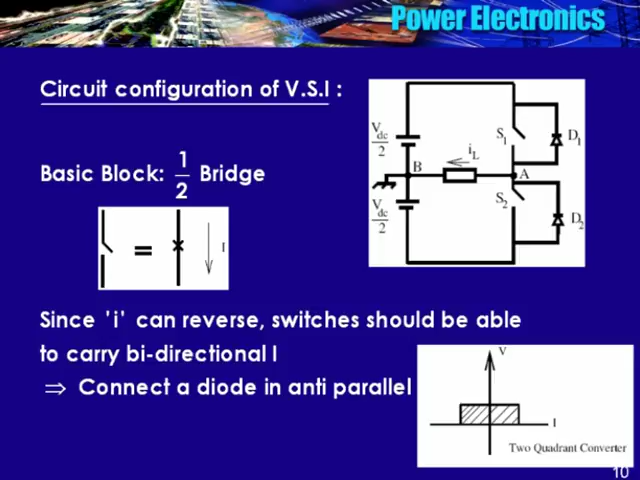 Power Electronics
Circuit configuration of V.S.I :
Basic Block: 1/2 Bridge
V_dc/2
S_1
D_1
i_L
B
A
V_dc/2
S_2
D_2
=
I
Since 'i' can reverse, switches should be able
to carry bi-directional I
⇒ Connect a diode in anti parallel
V
I
Two Quadrant Converter
10